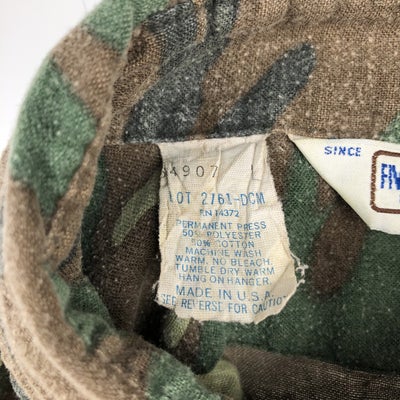 4907 L
LOT 2761-DCM
RN 14372
PERMANENT PRESS
50% POLYESTER
50% COTTON
MACHINE WASH
WARM, NO BLEACH.
TUMBLE DRY WARM
HANG ON HANGER
MADE IN U.S.A.
SEE REVERSE FOR CAUTION
SINCE